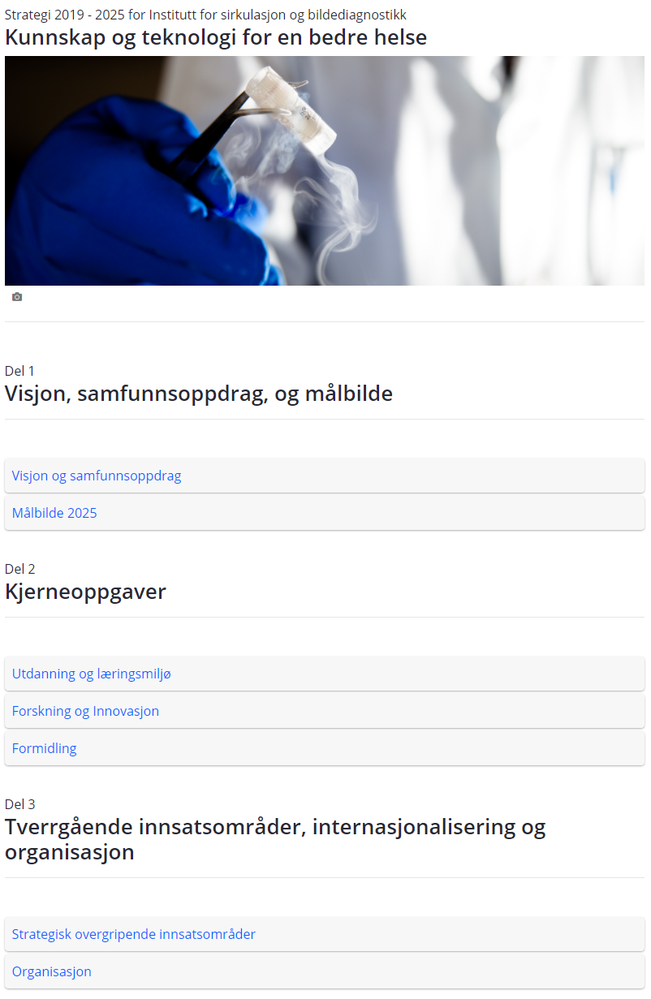 Strategi 2019 - 2025 for Institutt for sirkulasjon og bildediagnostikk
Kunnskap og teknologi for en bedre helse
Del 1
Visjon, samfunnsoppdrag, og målbilde
Visjon og samfunnsoppdrag
Målbilde 2025
Del 2
Kjerneoppgaver
Utdanning og læringsmiljø
Forskning og Innovasjon
Formidling
Del 3
Tverrgående innsatsområder, internasjonalisering og
organisasjon
Strategisk overgripende innsatsområder
Organisasjon